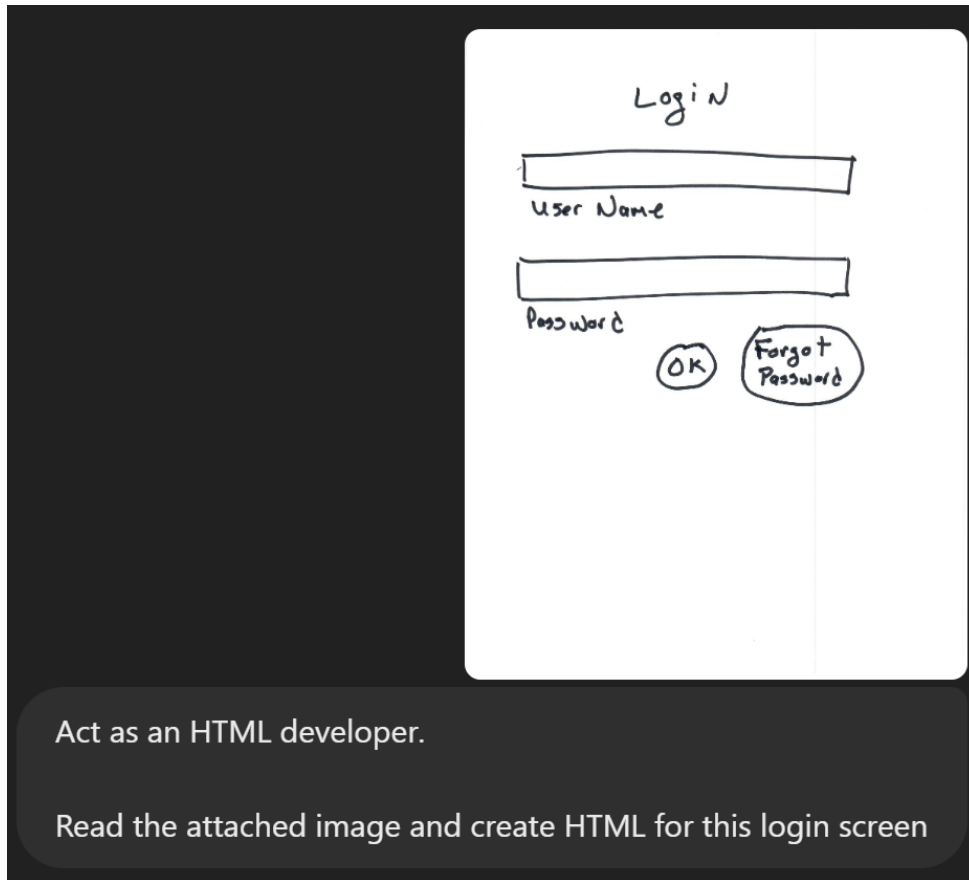 Login
User Name
Password
OK
Forgot
Password
Act as an HTML developer.
Read the attached image and create HTML for this login screen